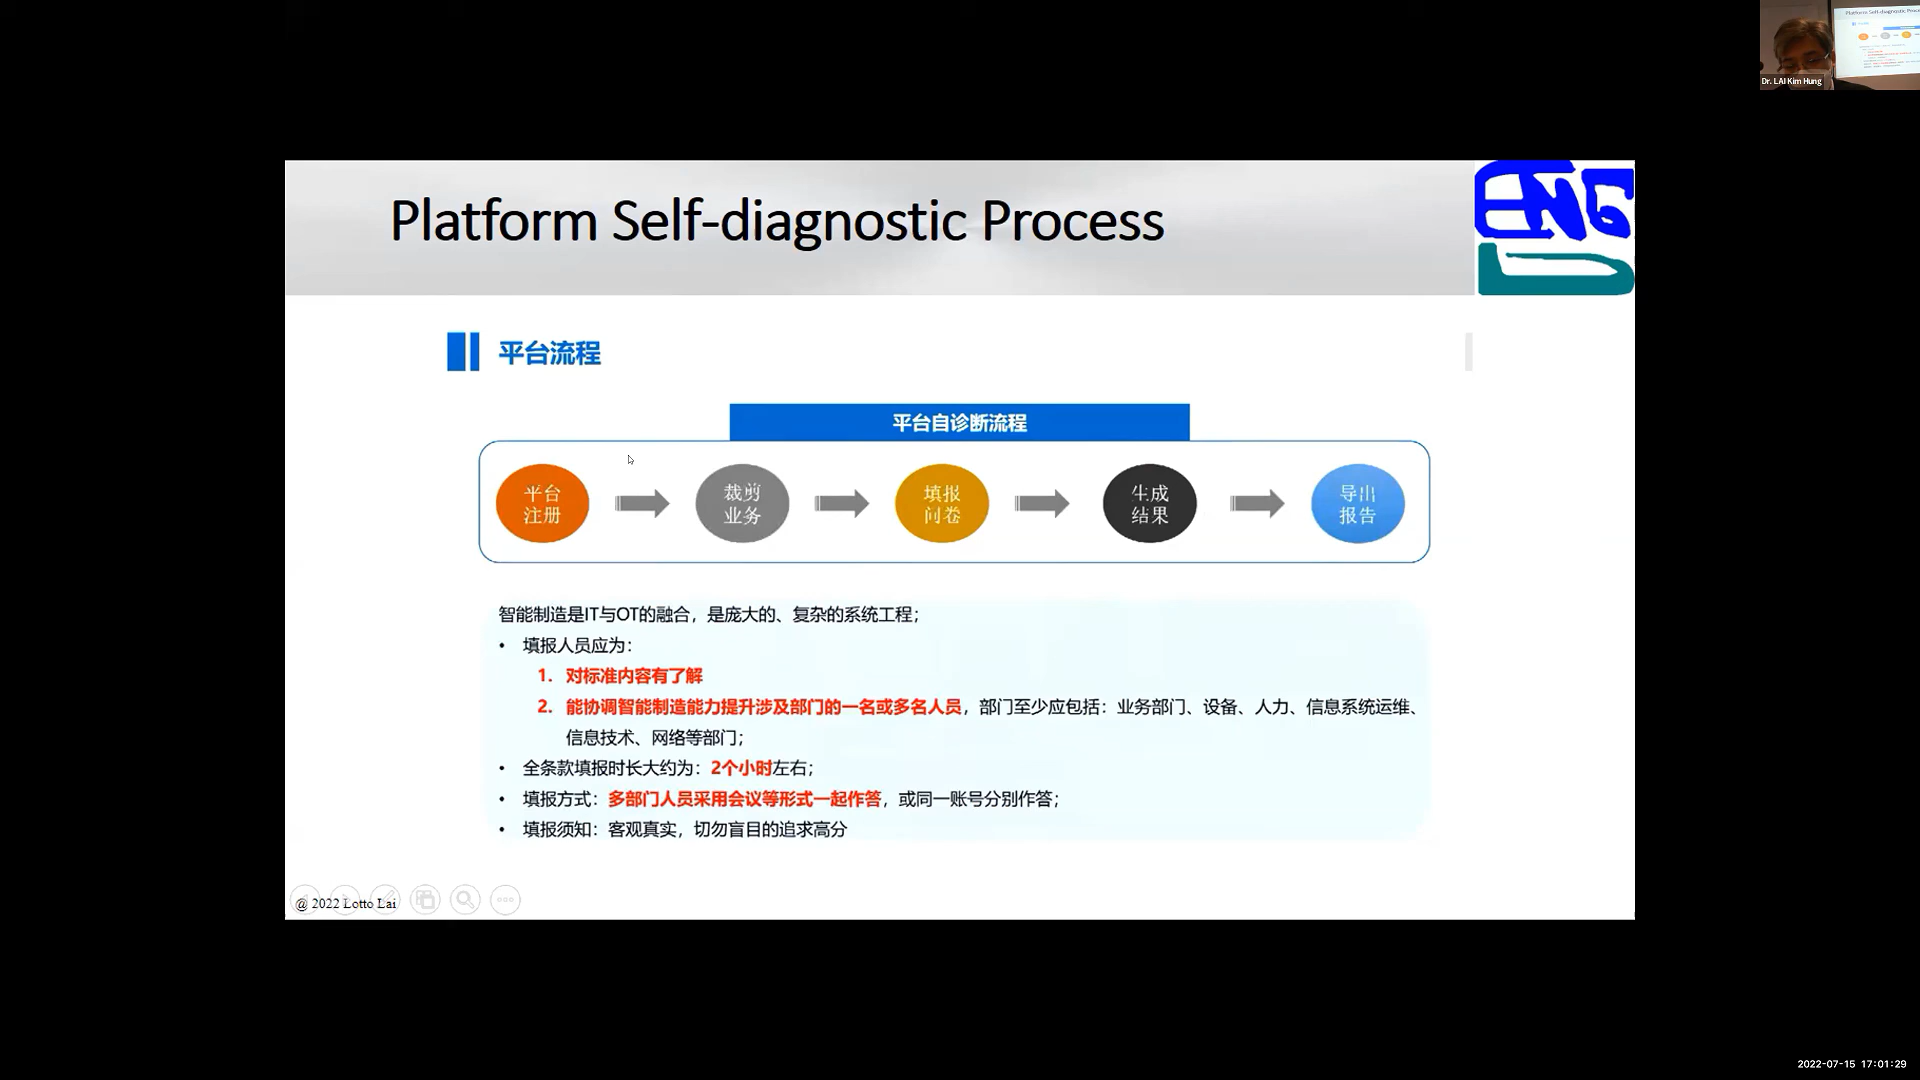 Dr. LAI Kim Hung
Platform Self-diagnostic Process
ENG
平台流程
平台自诊断流程
平台
注册
裁剪
业务
填报
问卷
生成
结果
导出
报告
智能制造是IT与OT的融合，是庞大的、复杂的系统工程；
• 填报人员应为：
1. 对标准内容有了解
2. 能协调智能制造能力提升涉及部门的一名或多名人员，部门至少应包括：业务部门、设备、人力、信息系统运维、
信息技术、网络等部门；
• 全条款填报时长大约为：2个小时左右；
• 填报方式：多部门人员采用会议等形式一起作答，或同一账号分别作答；
• 填报须知：客观真实，切勿盲目的追求高分
@ 2022 Lotto Lai
2022-07-15 17:01:29